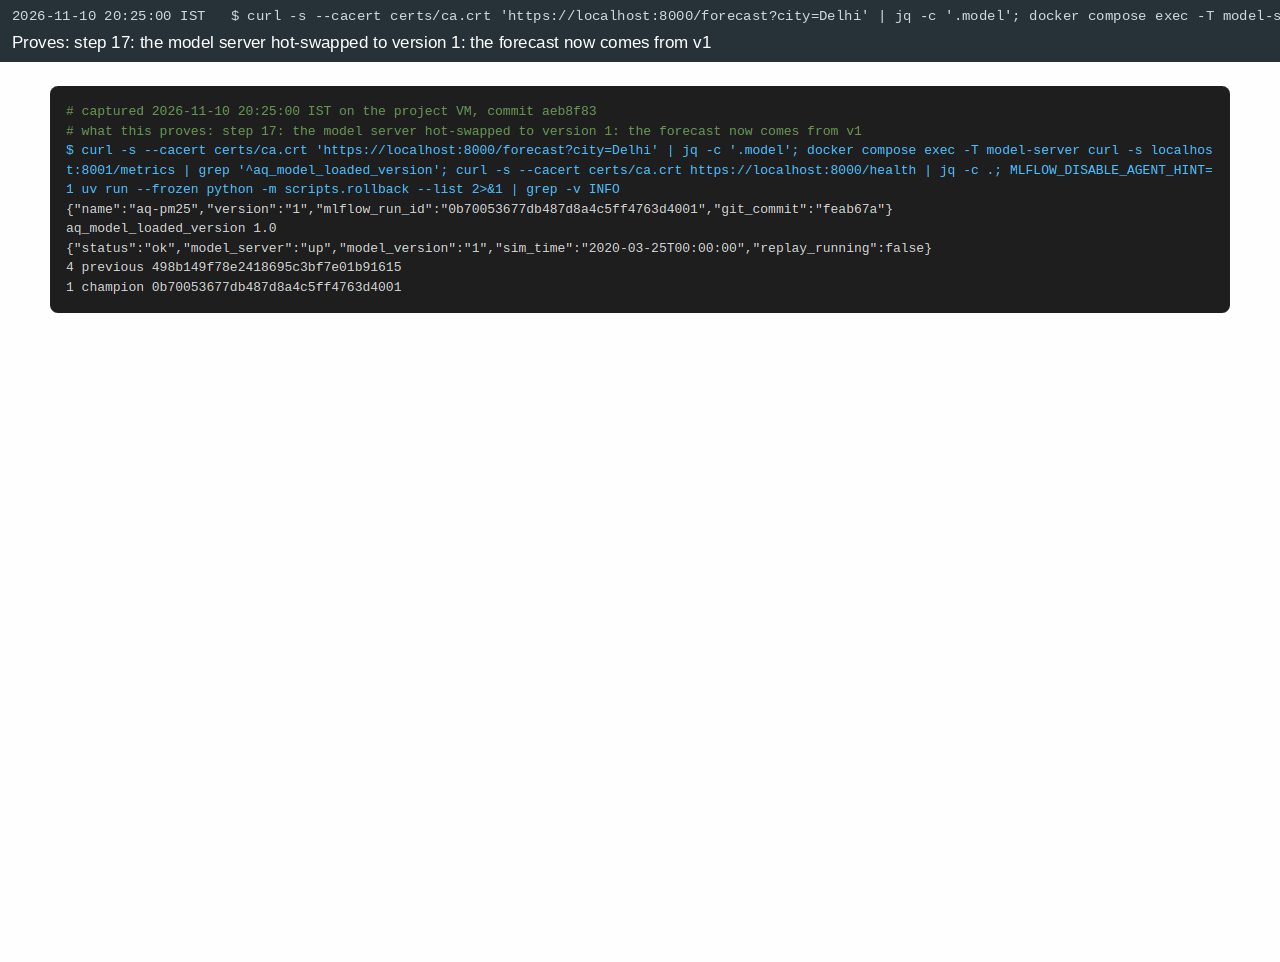 2026-11-10 20:25:00 IST $ curl -s --cacert certs/ca.crt 'https://localhost:8000/forecast?city=Delhi' | jq -c '.model'; docker compose exec -T model-s
Proves: step 17: the model server hot-swapped to version 1: the forecast now comes from v1
# captured 2026-11-10 20:25:00 IST on the project VM, commit aeb8f83
# what this proves: step 17: the model server hot-swapped to version 1: the forecast now comes from v1
$ curl -s --cacert certs/ca.crt 'https://localhost:8000/forecast?city=Delhi' | jq -c '.model'; docker compose exec -T model-server curl -s localhos
t:8001/metrics | grep '^aq_model_loaded_version'; curl -s --cacert certs/ca.crt https://localhost:8000/health | jq -c .; MLFLOW_DISABLE_AGENT_HINT=
1 uv run --frozen python -m scripts.rollback --list 2>&1 | grep -v INFO
{"name":"aq-pm25","version":"1","mlflow_run_id":"0b70053677db487d8a4c5ff4763d4001","git_commit":"feab67a"}
aq_model_loaded_version 1.0
{"status":"ok","model_server":"up","model_version":"1","sim_time":"2020-03-25T00:00:00","replay_running":false}
4 previous 498b149f78e2418695c3bf7e01b91615
1 champion 0b70053677db487d8a4c5ff4763d4001